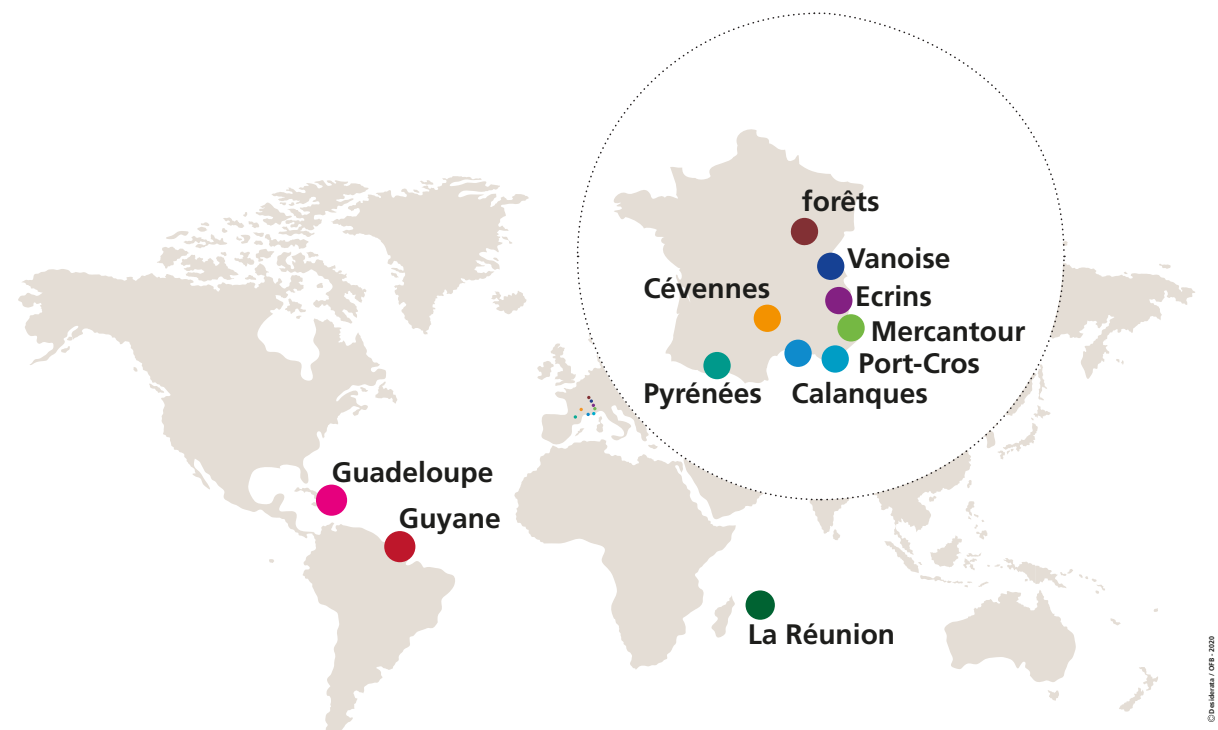 forêts
Vanoise
Cévennes
Ecrins
Mercantour
Port-Cros
Pyrénées
Calanques
Guadeloupe
Guyane
La Réunion
©Desiderata / OFB - 2020